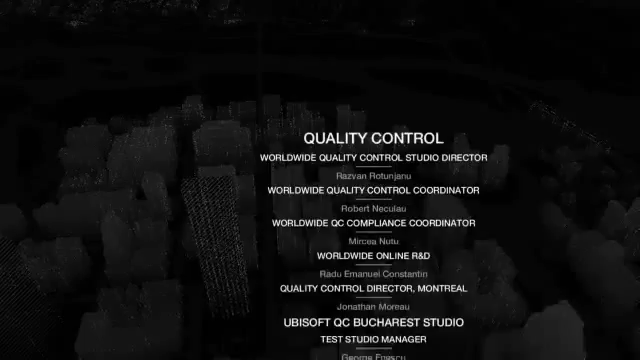 QUALITY CONTROL
WORLDWIDE QUALITY CONTROL STUDIO DIRECTOR
Razvan Rotunjanu
WORLDWIDE QUALITY CONTROL COORDINATOR
Robert Neculau
WORLDWIDE QC COMPLIANCE COORDINATOR
Mircea Nutu
WORLDWIDE ONLINE R&D
Radu Emanuel Constantin
QUALITY CONTROL DIRECTOR, MONTREAL
Jonathan Moreau
UBISOFT QC BUCHAREST STUDIO
TEST STUDIO MANAGER
George Enescu